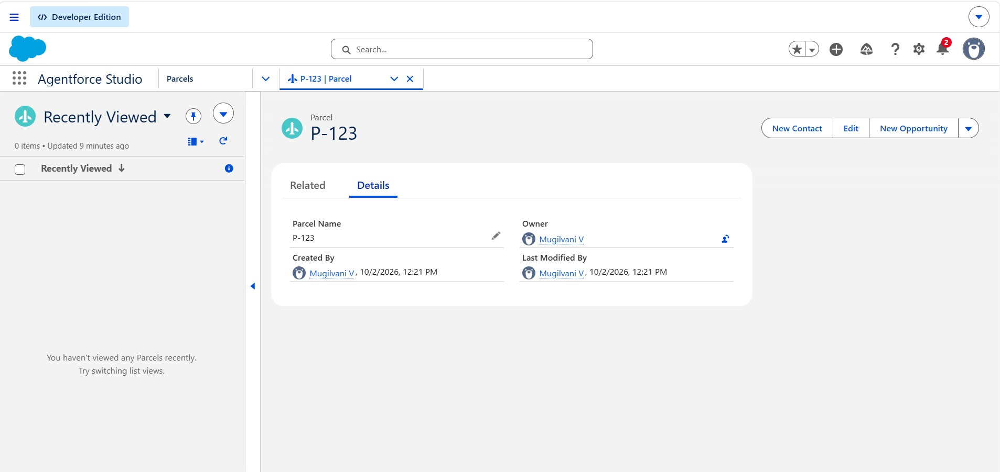 Developer Edition
Search...
2
Agentforce Studio
Parcels
P-123 | Parcel
Recently Viewed
0 items • Updated 9 minutes ago
Recently Viewed
You haven't viewed any Parcels recently.
Try switching list views.
Parcel
P-123
New Contact
Edit
New Opportunity
Related
Details
Parcel Name
P-123
Owner
Mugilvani V
Created By
Mugilvani V, 10/2/2026, 12:21 PM
Last Modified By
Mugilvani V, 10/2/2026, 12:21 PM